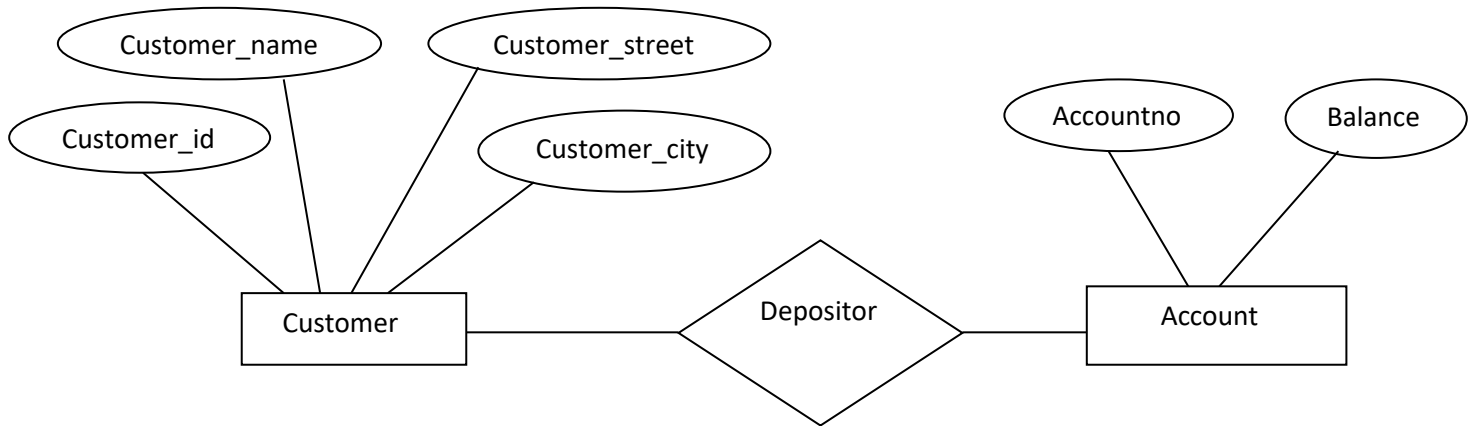 Customer_name
Customer_street
Customer_id
Customer_city
Accountno
Balance
Customer
Depositor
Account